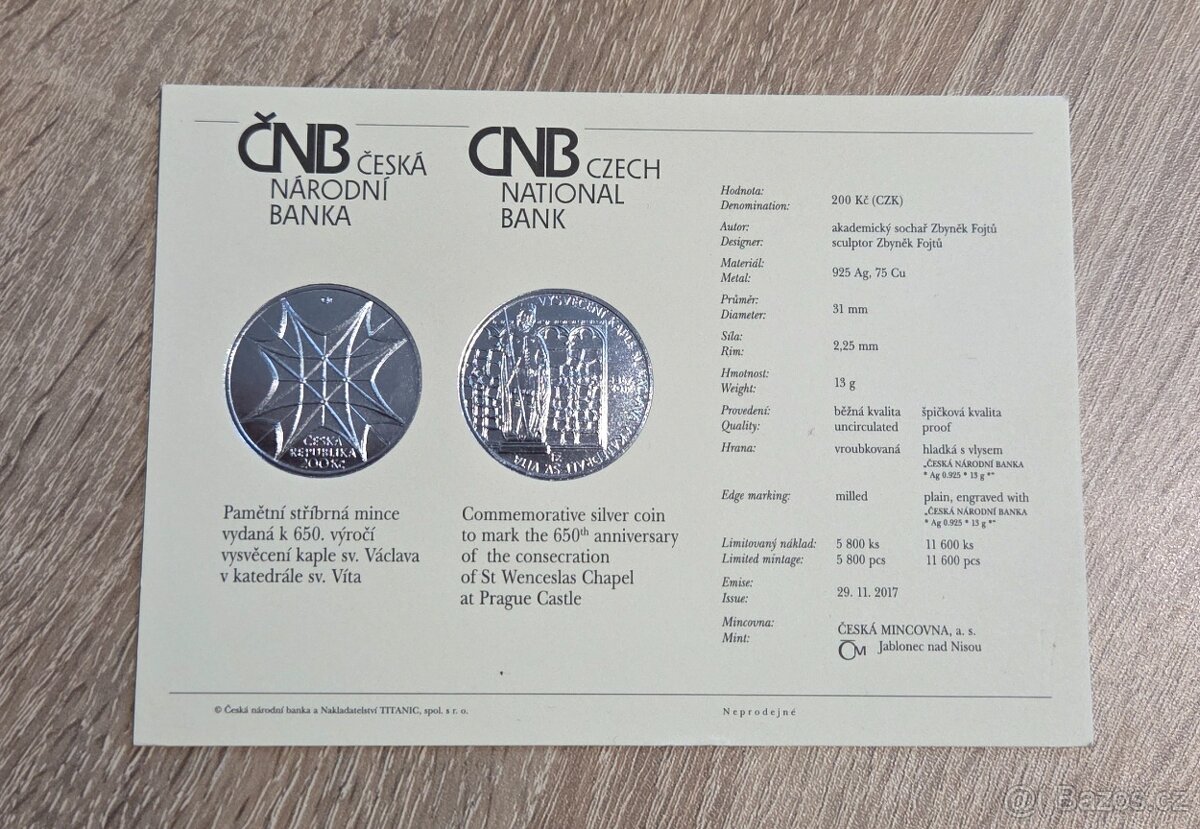 ČNB ČESKÁ
NÁRODNÍ
BANKA
CNB CZECH
NATIONAL
BANK
ČESKÁ
REPUBLIKA
200 Kč
VYSVĚCENÍ KAPLE SV. VÁCLAVA V KATEDRÁLE SV. VÍTA
Pamětní stříbrná mince
vydaná k 650. výročí
vysvěcení kaple sv. Václava
v katedrále sv. Víta
Commemorative silver coin
to mark the 650th anniversary
of the consecration
of St Wenceslas Chapel
at Prague Castle
Hodnota:
Denomination: 200 Kč (CZK)
Autor: akademický sochař Zbyněk Fojtů
Designer: sculptor Zbyněk Fojtů
Materiál:
Metal: 925 Ag, 75 Cu
Průměr:
Diameter: 31 mm
Síla:
Rim: 2,25 mm
Hmotnost:
Weight: 13 g
Provedení: běžná kvalita špičková kvalita
Quality: uncirculated proof
Hrana: vroubkovaná hladká s vlysem
„ČESKÁ NÁRODNÍ BANKA
* Ag 0.925 * 13 g *“
Edge marking: milled plain, engraved with
„ČESKÁ NÁRODNÍ BANKA
* Ag 0.925 * 13 g *“
Limitovaný náklad: 5 800 ks 11 600 ks
Limited mintage: 5 800 pcs 11 600 pcs
Emise:
Issue: 29. 11. 2017
Mincovna: ČESKÁ MINCOVNA, a. s.
Mint: ČM Jablonec nad Nisou
© Česká národní banka a Nakladatelství TITANIC, spol. s r. o.
Neprodejné
@ Bazos.cz